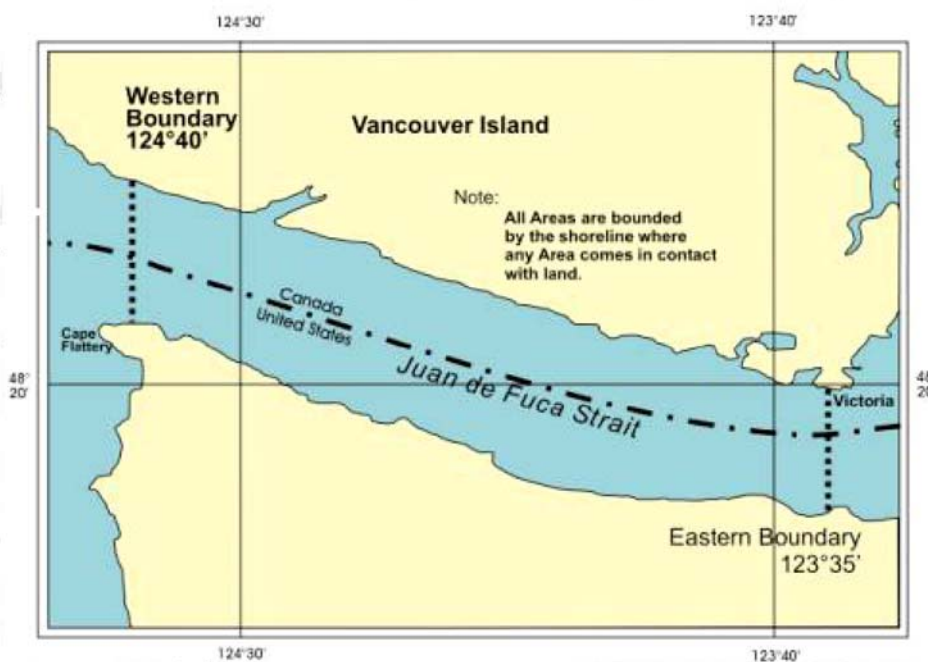 124°30'
123°40'
Western
Boundary
124°40'
Vancouver Island
Note:
All Areas are bounded
by the shoreline where
any Area comes in contact
with land.
Canada
United States
Cape
Flattery
Juan de Fuca Strait
48°
20'
48
20
Victoria
Eastern Boundary
123°35'
124°30'
123°40'